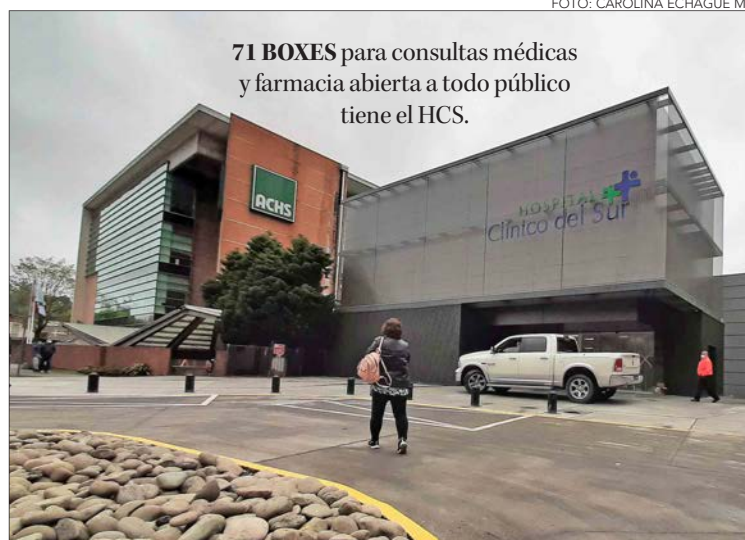 FOTO: CAROLINA ECHAGÜE M
71 BOXES para consultas médicas
y farmacia abierta a todo público
tiene el HCS.
ACHS
HOSPITAL
Clínico del Sur